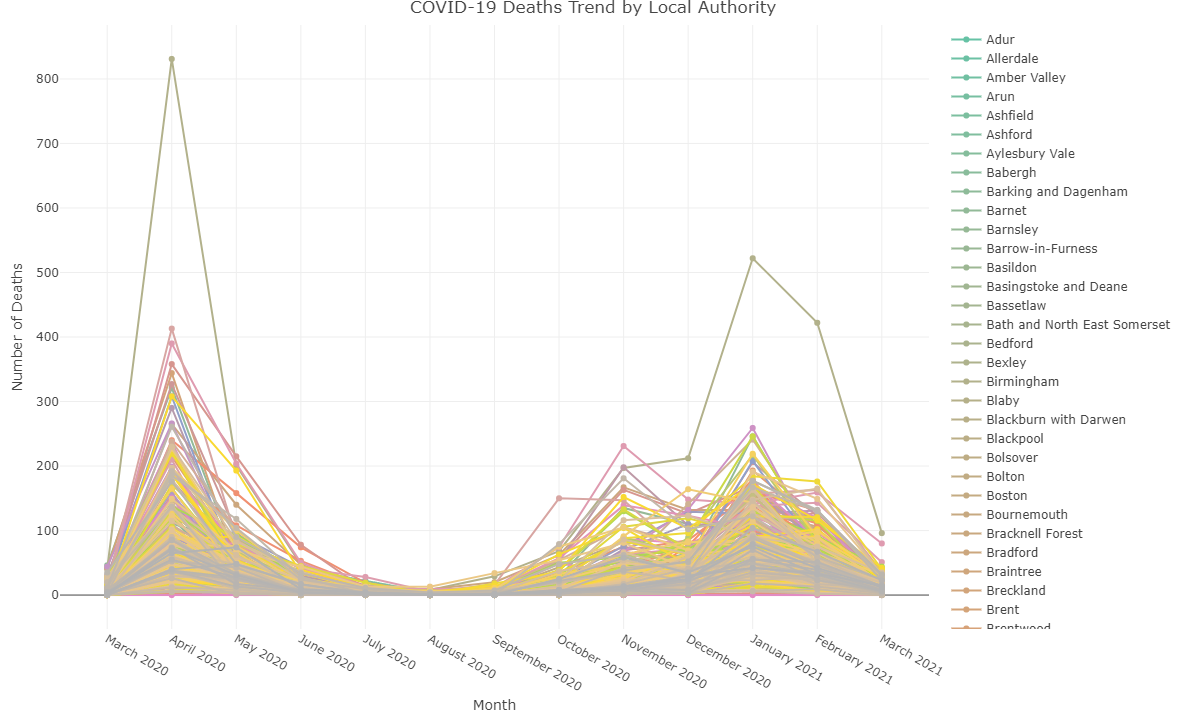 COVID-19 Deaths Trend by Local Authority
800
700
600
500
400
300
200
100
0
Number of Deaths
March 2020
April 2020
May 2020
June 2020
July 2020
August 2020
September 2020
October 2020
November 2020
December 2020
January 2021
February 2021
March 2021
Month
Adur
Allerdale
Amber Valley
Arun
Ashfield
Ashford
Aylesbury Vale
Babergh
Barking and Dagenham
Barnet
Barnsley
Barrow-in-Furness
Basildon
Basingstoke and Deane
Bassetlaw
Bath and North East Somerset
Bedford
Bexley
Birmingham
Blaby
Blackburn with Darwen
Blackpool
Bolsover
Bolton
Boston
Bournemouth
Bracknell Forest
Bradford
Braintree
Breckland
Brent
Brentwood